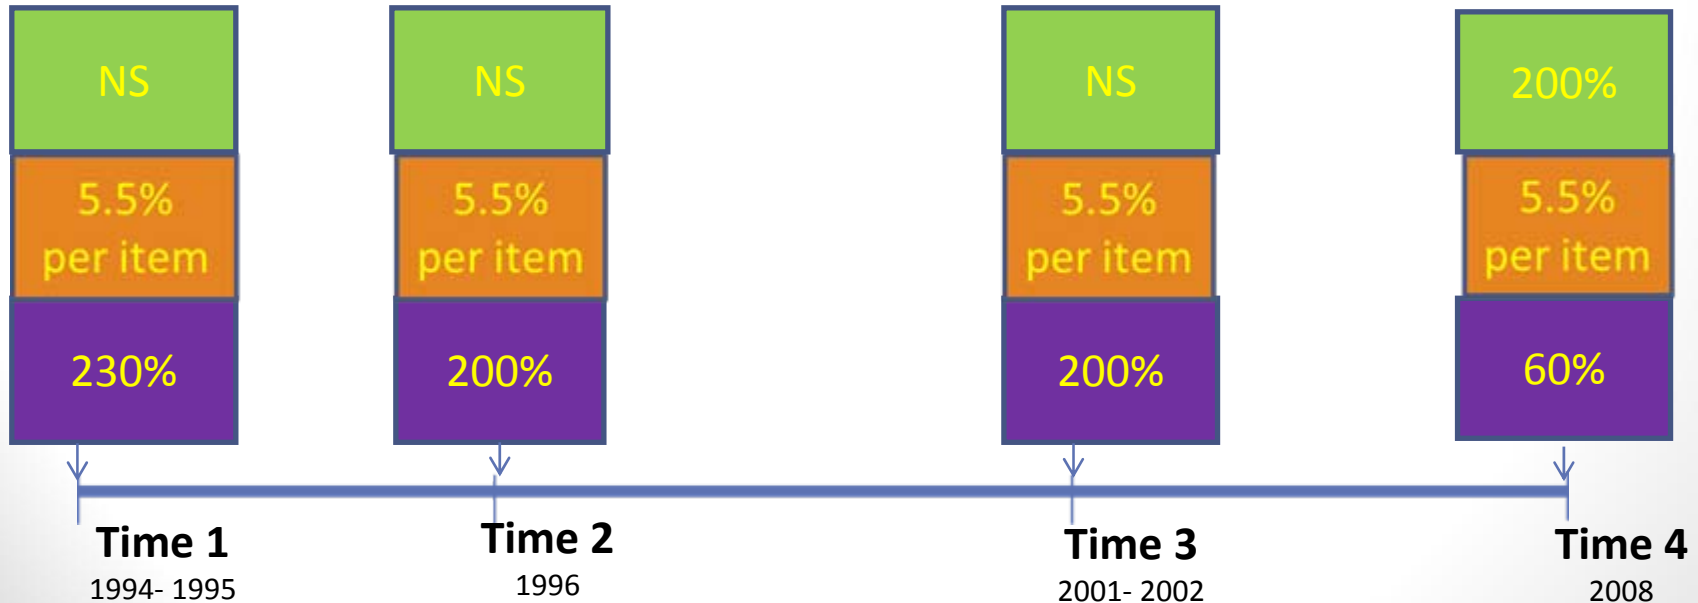 NS
NS
NS
200%
5.5%
per item
5.5%
per item
5.5%
per item
5.5%
per item
230%
200%
200%
60%
Time 1
1994- 1995
Time 2
1996
Time 3
2001- 2002
Time 4
2008